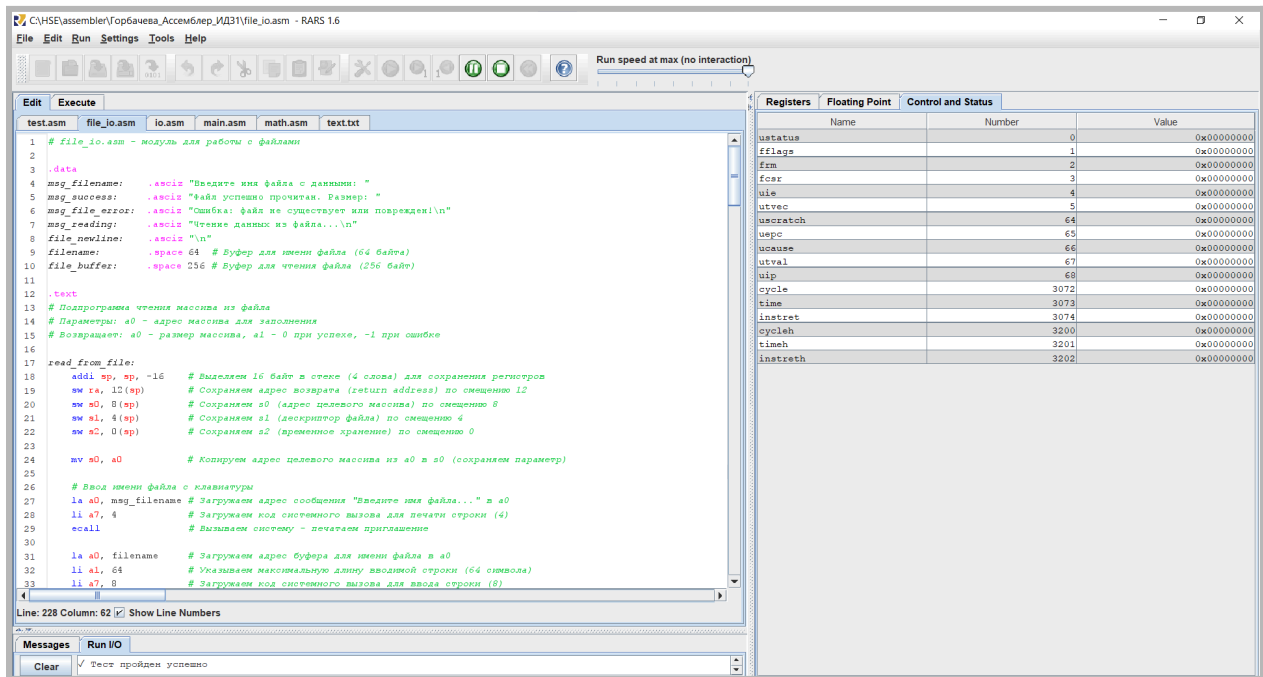 C:\HSE\assembler\Горбачева_Ассемблер_ИД31\file_io.asm - RARS 1.6
File Edit Run Settings Tools Help
Run speed at max (no interaction)
Edit Execute
test.asm file_io.asm io.asm main.asm math.asm text.txt
1 # file_io.asm - модуль для работы с файлами
2
3 .data
4 msg_filename: .asciz "Введите имя файла с данными: "
5 msg_success: .asciz "Файл успешно прочитан. Размер: "
6 msg_file_error: .asciz "Ошибка: файл не существует или поврежден!\n"
7 msg_reading: .asciz "Чтение данных из файла...\n"
8 file_newline: .asciz "\n"
9 filename: .space 64 # Буфер для имени файла (64 байта)
10 file_buffer: .space 256 # Буфер для чтения файла (256 байт)
11
12 .text
13 # Подпрограмма чтения массива из файла
14 # Параметры: a0 - адрес массива для заполнения
15 # Возвращает: a0 - размер массива, a1 - 0 при успехе, -1 при ошибке
16
17 read_from_file:
18 addi sp, sp, -16 # Выделяем 16 байт в стеке (4 слова) для сохранения регистров
19 sw ra, 12(sp) # Сохраняем адрес возврата (return address) по смещению 12
20 sw s0, 8(sp) # Сохраняем s0 (адрес целевого массива) по смещению 8
21 sw s1, 4(sp) # Сохраняем s1 (дескриптор файла) по смещению 4
22 sw s2, 0(sp) # Сохраняем s2 (временное хранение) по смещению 0
23
24 mv s0, a0 # Копируем адрес целевого массива из a0 в s0 (сохраняем параметр)
25
26 # Ввод имени файла с клавиатуры
27 la a0, msg_filename # Загружаем адрес сообщения "Введите имя файла..." в a0
28 li a7, 4 # Загружаем код системного вызова для печати строки (4)
29 ecall # Вызываем систему - печатаем приглашение
30
31 la a0, filename # Загружаем адрес буфера для имени файла в a0
32 li a1, 64 # Указываем максимальную длину вводимой строки (64 символа)
33 li a7, 8 # Загружаем код системного вызова для ввода строки (8)
Line: 228 Column: 62 Show Line Numbers
Messages Run I/O
Clear
✓ Тест пройден успешно
Registers Floating Point Control and Status
Name Number Value
ustatus 0 0x00000000
fflags 1 0x00000000
frm 2 0x00000000
fcsr 3 0x00000000
uie 4 0x00000000
utvec 5 0x00000000
uscratch 64 0x00000000
uepc 65 0x00000000
ucause 66 0x00000000
utval 67 0x00000000
uip 68 0x00000000
cycle 3072 0x00000000
time 3073 0x00000000
instret 3074 0x00000000
cycleh 3200 0x00000000
timeh 3201 0x00000000
instreth 3202 0x00000000